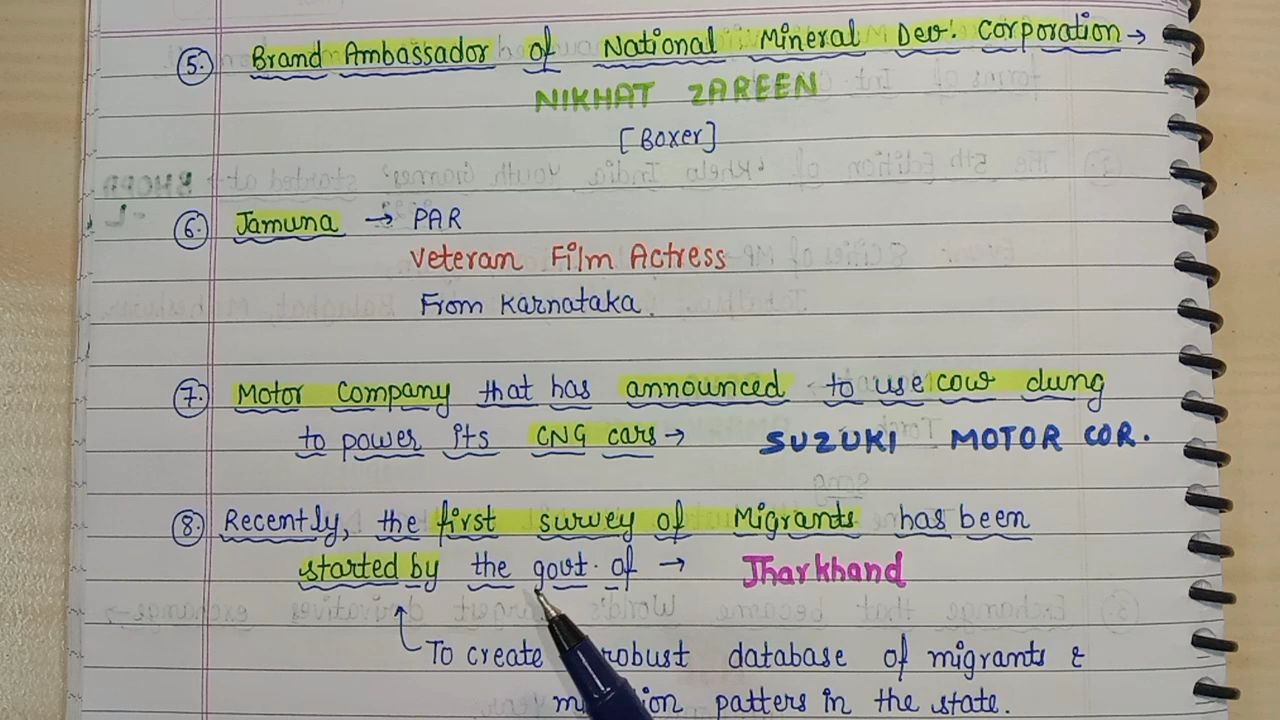 5. Brand Ambassador of National Mineral Dev. Corporation →
NIKHAT ZAREEN
[Boxer]
6. Jamuna → PAR
Veteran Film Actress
From Karnataka.
7. Motor Company that has announced to use cow dung
to power its CNG cars → SUZUKI MOTOR COR.
8. Recently, the first survey of Migrants has been
started by the govt. of → Jharkhand
To create robust database of migrants &
patters in the state.